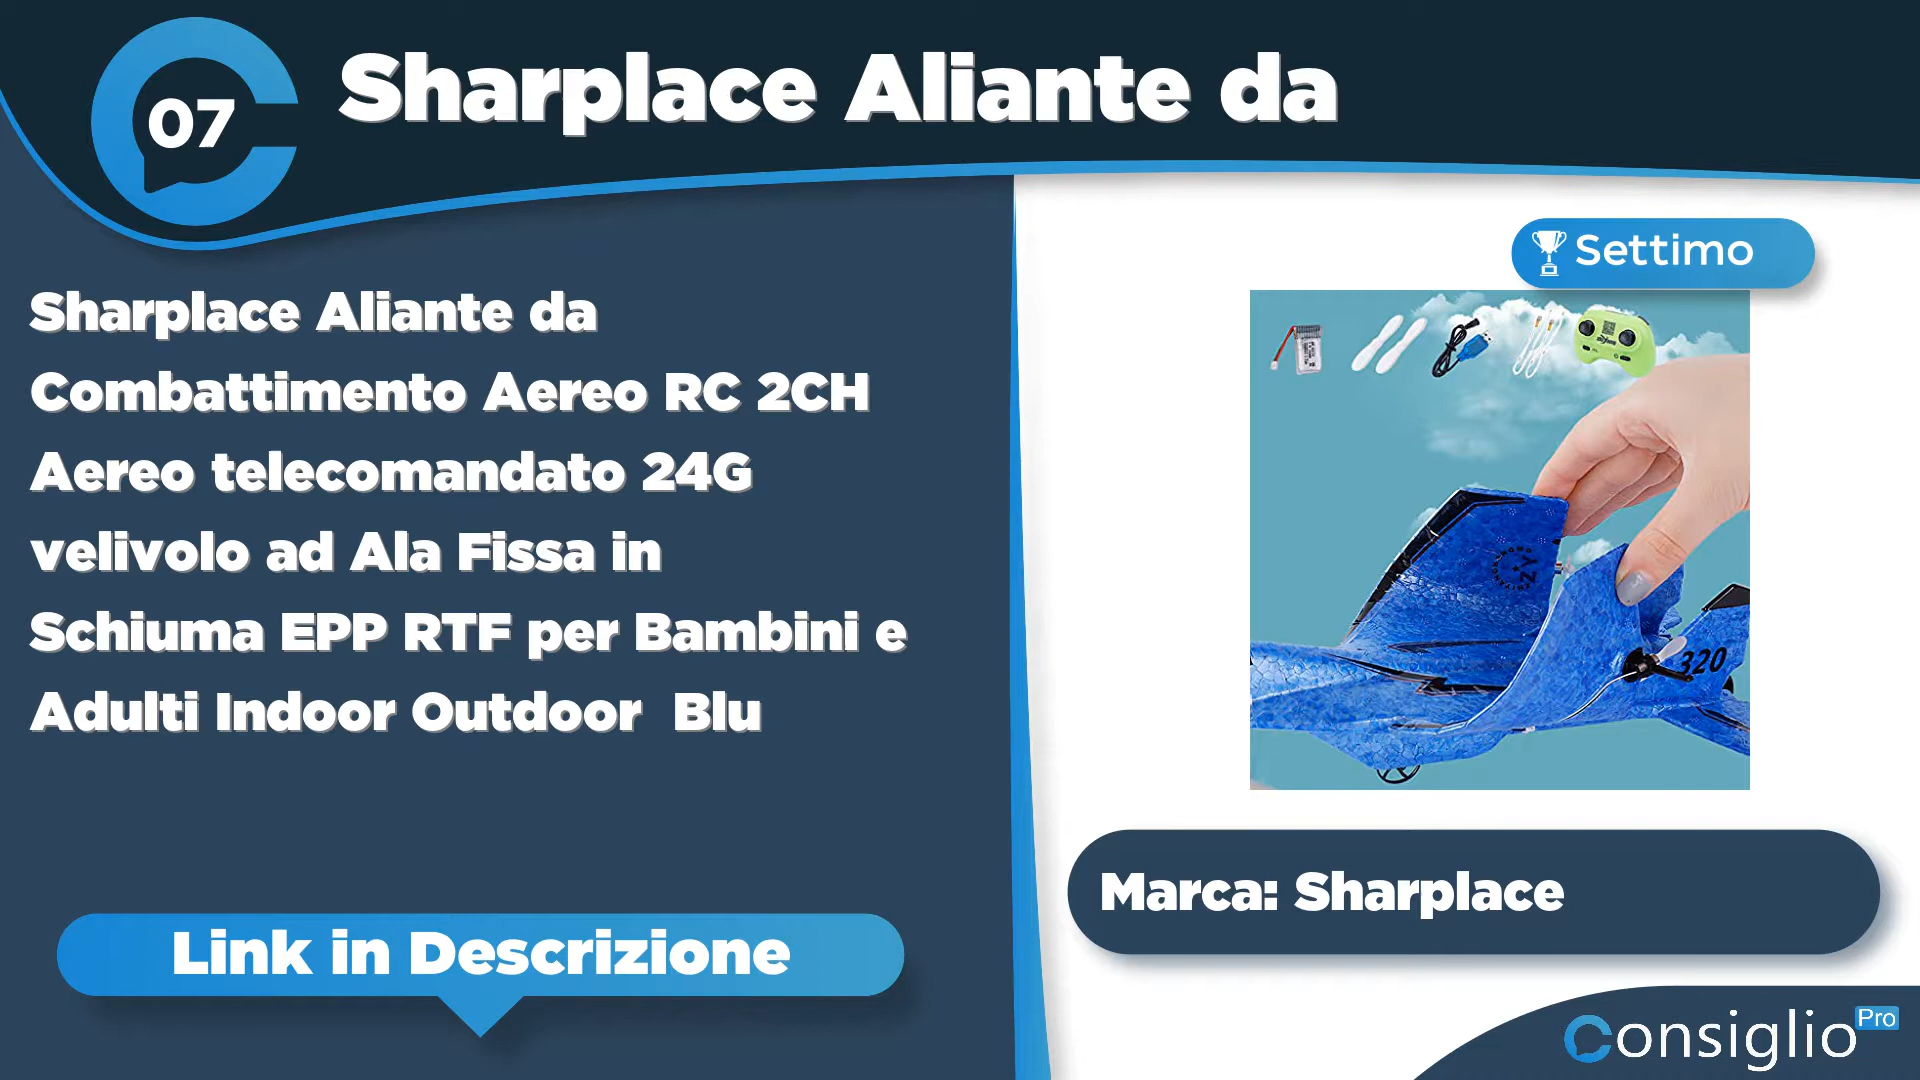 07
Sharplace Aliante da
Settimo
Sharplace Aliante da
Combattimento Aereo RC 2CH
Aereo telecomandato 24G
velivolo ad Ala Fissa in
Schiuma EPP RTF per Bambini e
Adulti Indoor Outdoor Blu
ZY
320
Marca: Sharplace
Link in Descrizione
Consiglio Pro